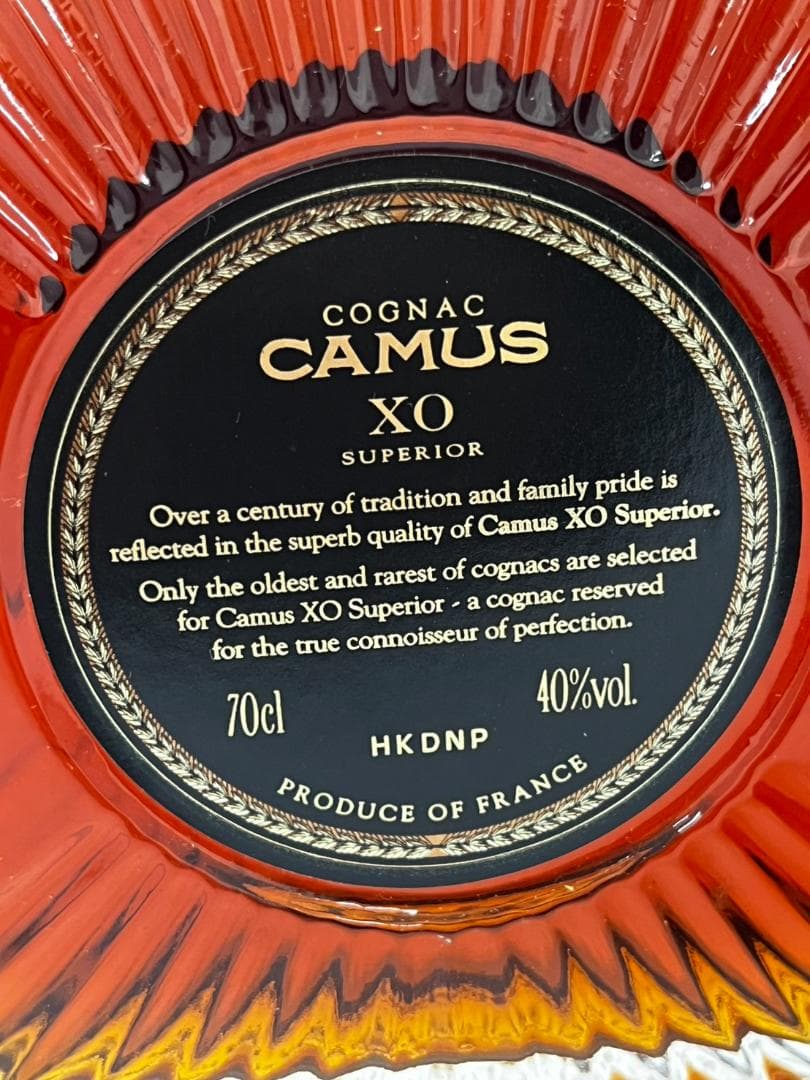 COGNAC
CAMUS
XO
SUPERIOR
Over a century of tradition and family pride is
reflected in the superb quality of Camus XO Superior.
Only the oldest and rarest of cognacs are selected
for Camus XO Superior - a cognac reserved
for the true connoisseur of perfection.
70cl
40%vol.
HKDNP
PRODUCE OF FRANCE